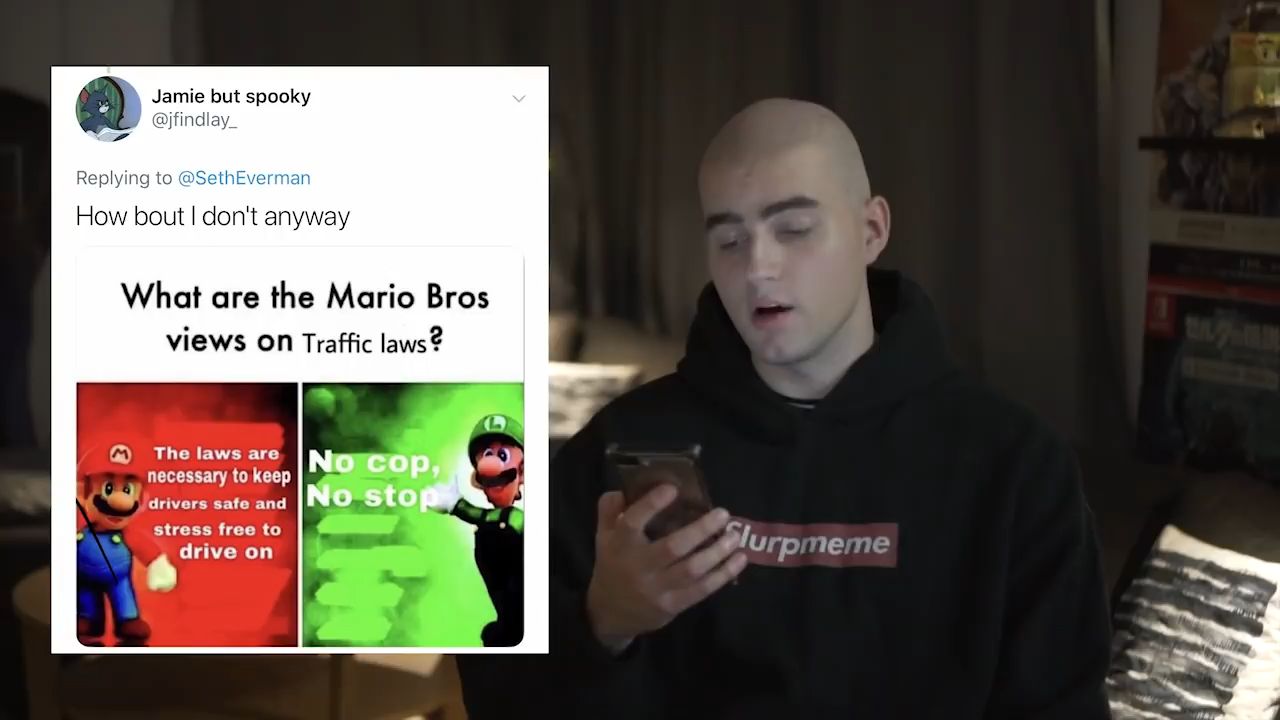 Jamie but spooky
@jfindlay_
Replying to @SethEverman
How bout I don't anyway
What are the Mario Bros
views on Traffic laws?
The laws are
necessary to keep
drivers safe and
stress free to
drive on
No cop,
No stop
Slurpmeme